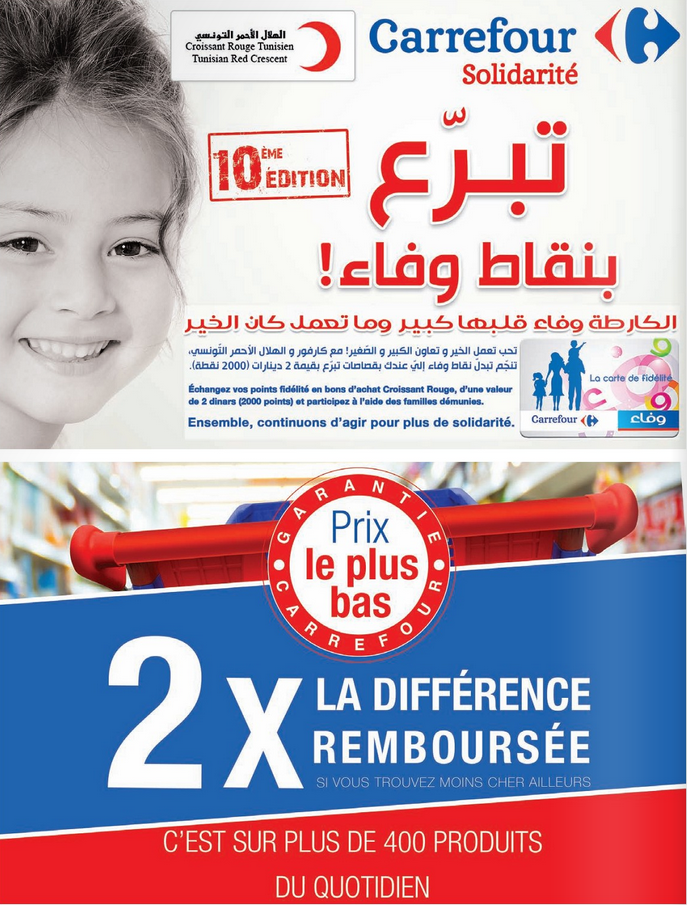 الهلال الأحمر التونسي
Croissant Rouge Tunisien
Tunisian Red Crescent
Carrefour
Solidarité
10ÈME
ÉDITION
تبرّع
بنقاط وفاء!
الكارطة وفاء قلبها كبير وما تعمل كان الخير
تحب تعمل الخير و تعاون الكبير و الصّغير! مع كارفور و الهلال الأحمر التّونسي،
تنجّم تبدّل نقاط وفاء إليّ عندك بقصاصات تبرّع بقيمة 2 دينارات (2000 نقطة).
Échangez vos points fidélité en bons d'achat Croissant Rouge, d'une valeur
de 2 dinars (2000 points) et participez à l'aide des familles démunies.
Ensemble, continuons d'agir pour plus de solidarité.
La carte de fidélité
Carrefour
وفاء
GARANTIE
Prix
le plus
bas
CARREFOUR
2X
LA DIFFÉRENCE
REMBOURSÉE
SI VOUS TROUVEZ MOINS CHER AILLEURS
C'EST SUR PLUS DE 400 PRODUITS
DU QUOTIDIEN